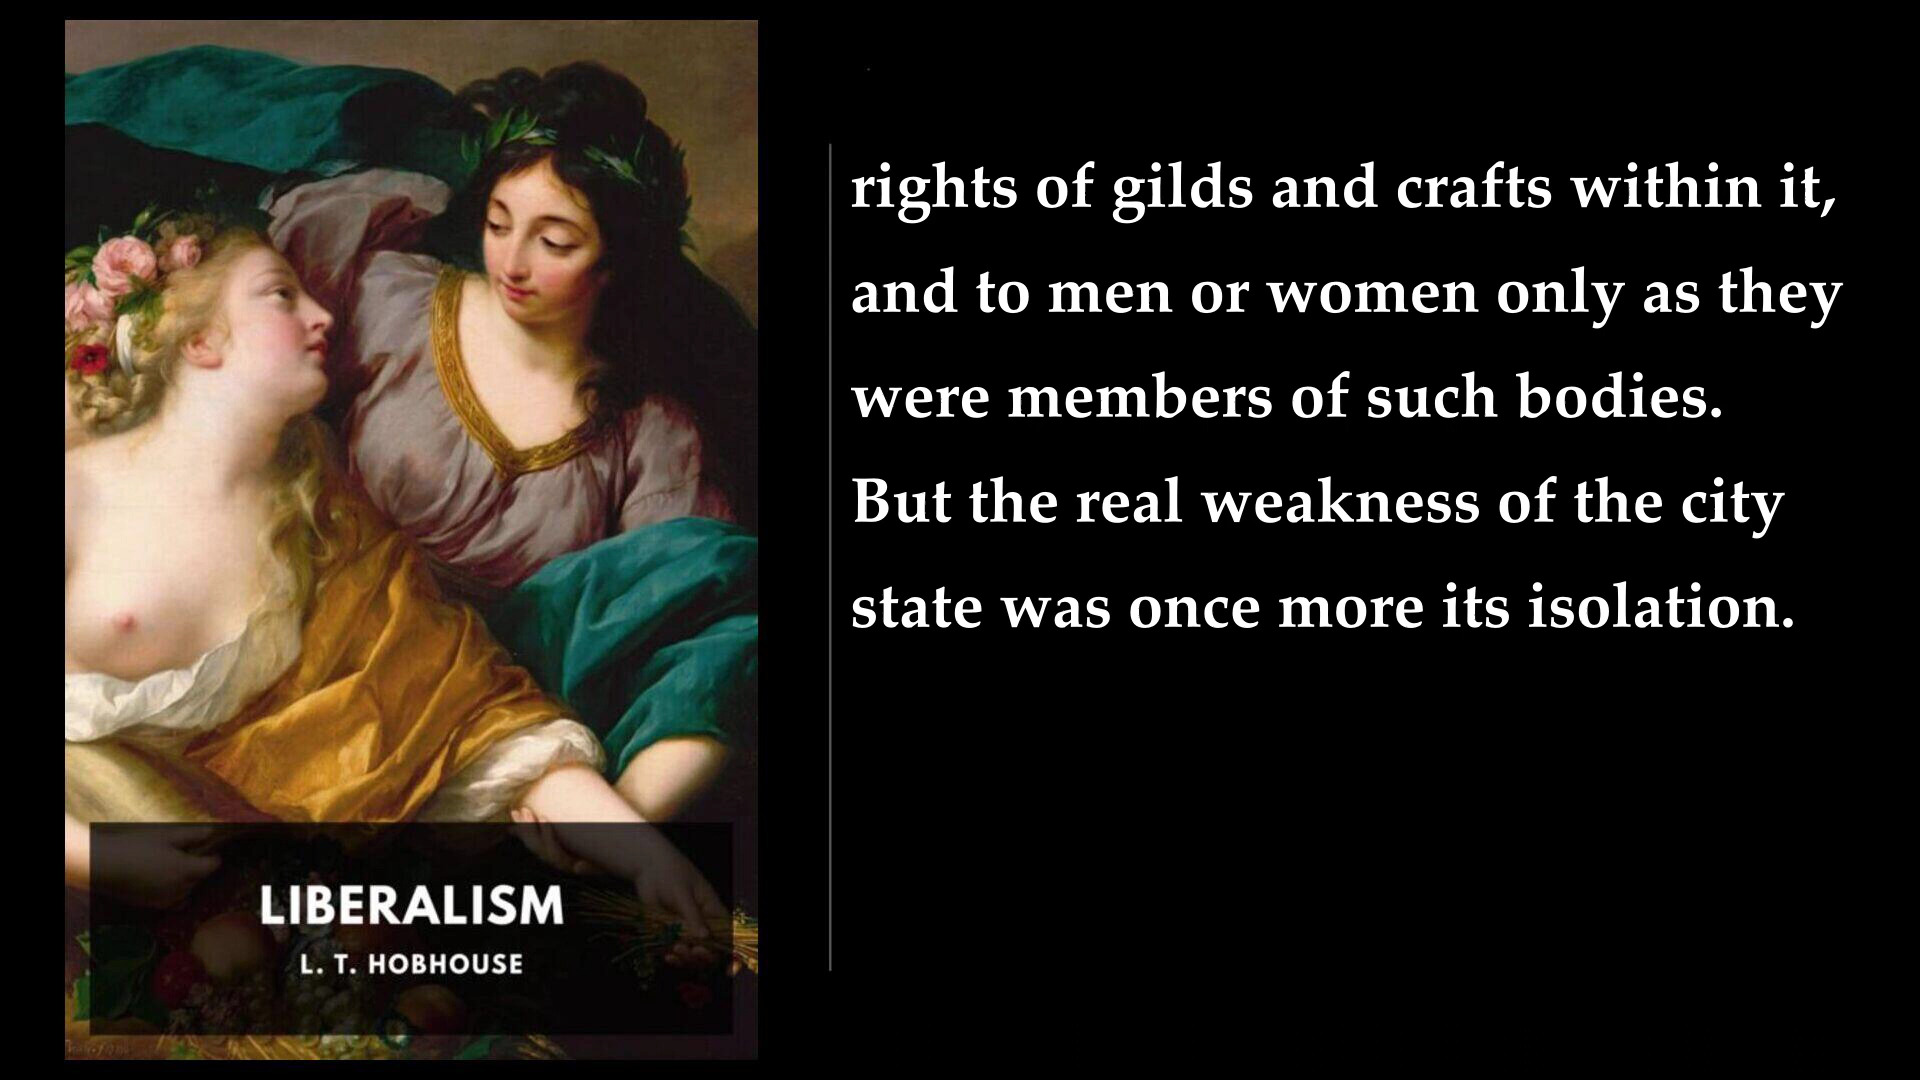 rights of gilds and crafts within it,
and to men or women only as they
were members of such bodies.
But the real weakness of the city
state was once more its isolation.
LIBERALISM
L. T. HOBHOUSE